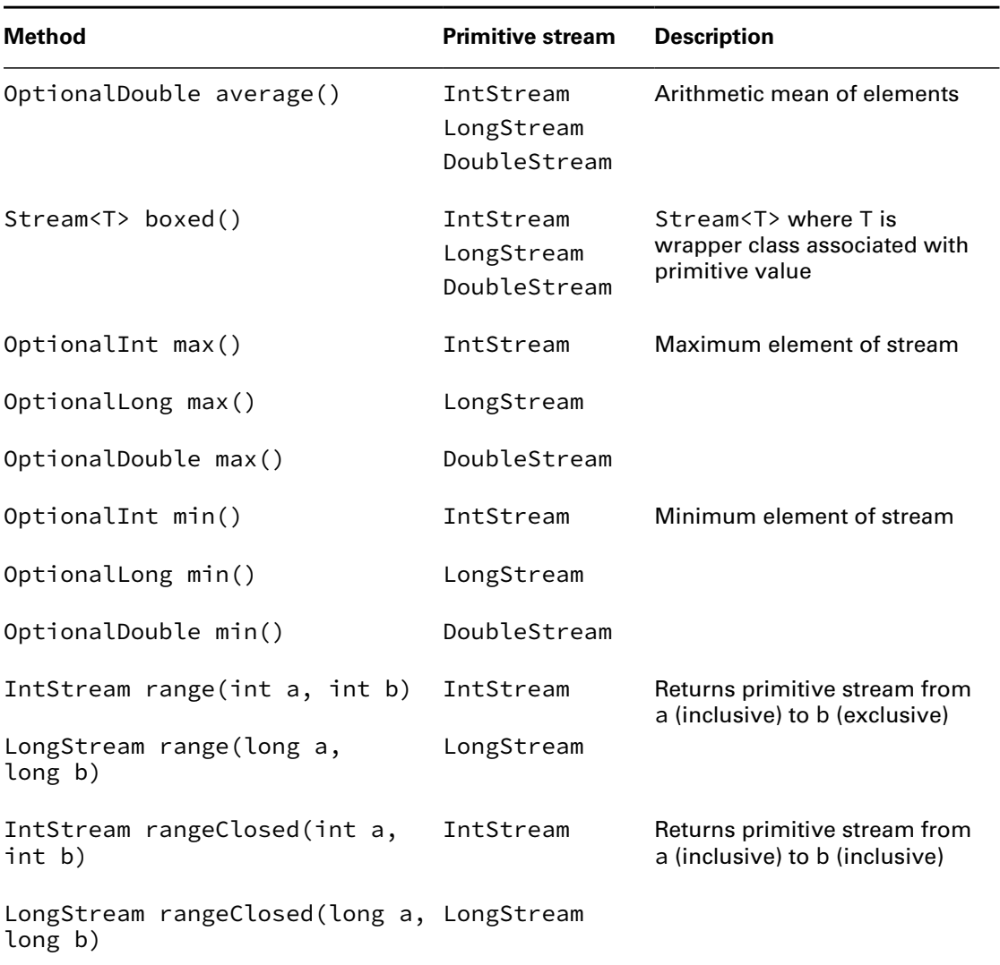 Method Primitive stream Description
OptionalDouble average() IntStream Arithmetic mean of elements
LongStream
DoubleStream
Stream<T> boxed() IntStream Stream<T> where T is
LongStream wrapper class associated with
DoubleStream primitive value
OptionalInt max() IntStream Maximum element of stream
OptionalLong max() LongStream
OptionalDouble max() DoubleStream
OptionalInt min() IntStream Minimum element of stream
OptionalLong min() LongStream
OptionalDouble min() DoubleStream
IntStream range(int a, int b) IntStream Returns primitive stream from
a (inclusive) to b (exclusive)
LongStream range(long a, LongStream
long b)
IntStream rangeClosed(int a, IntStream Returns primitive stream from
int b) a (inclusive) to b (inclusive)
LongStream rangeClosed(long a, LongStream
long b)